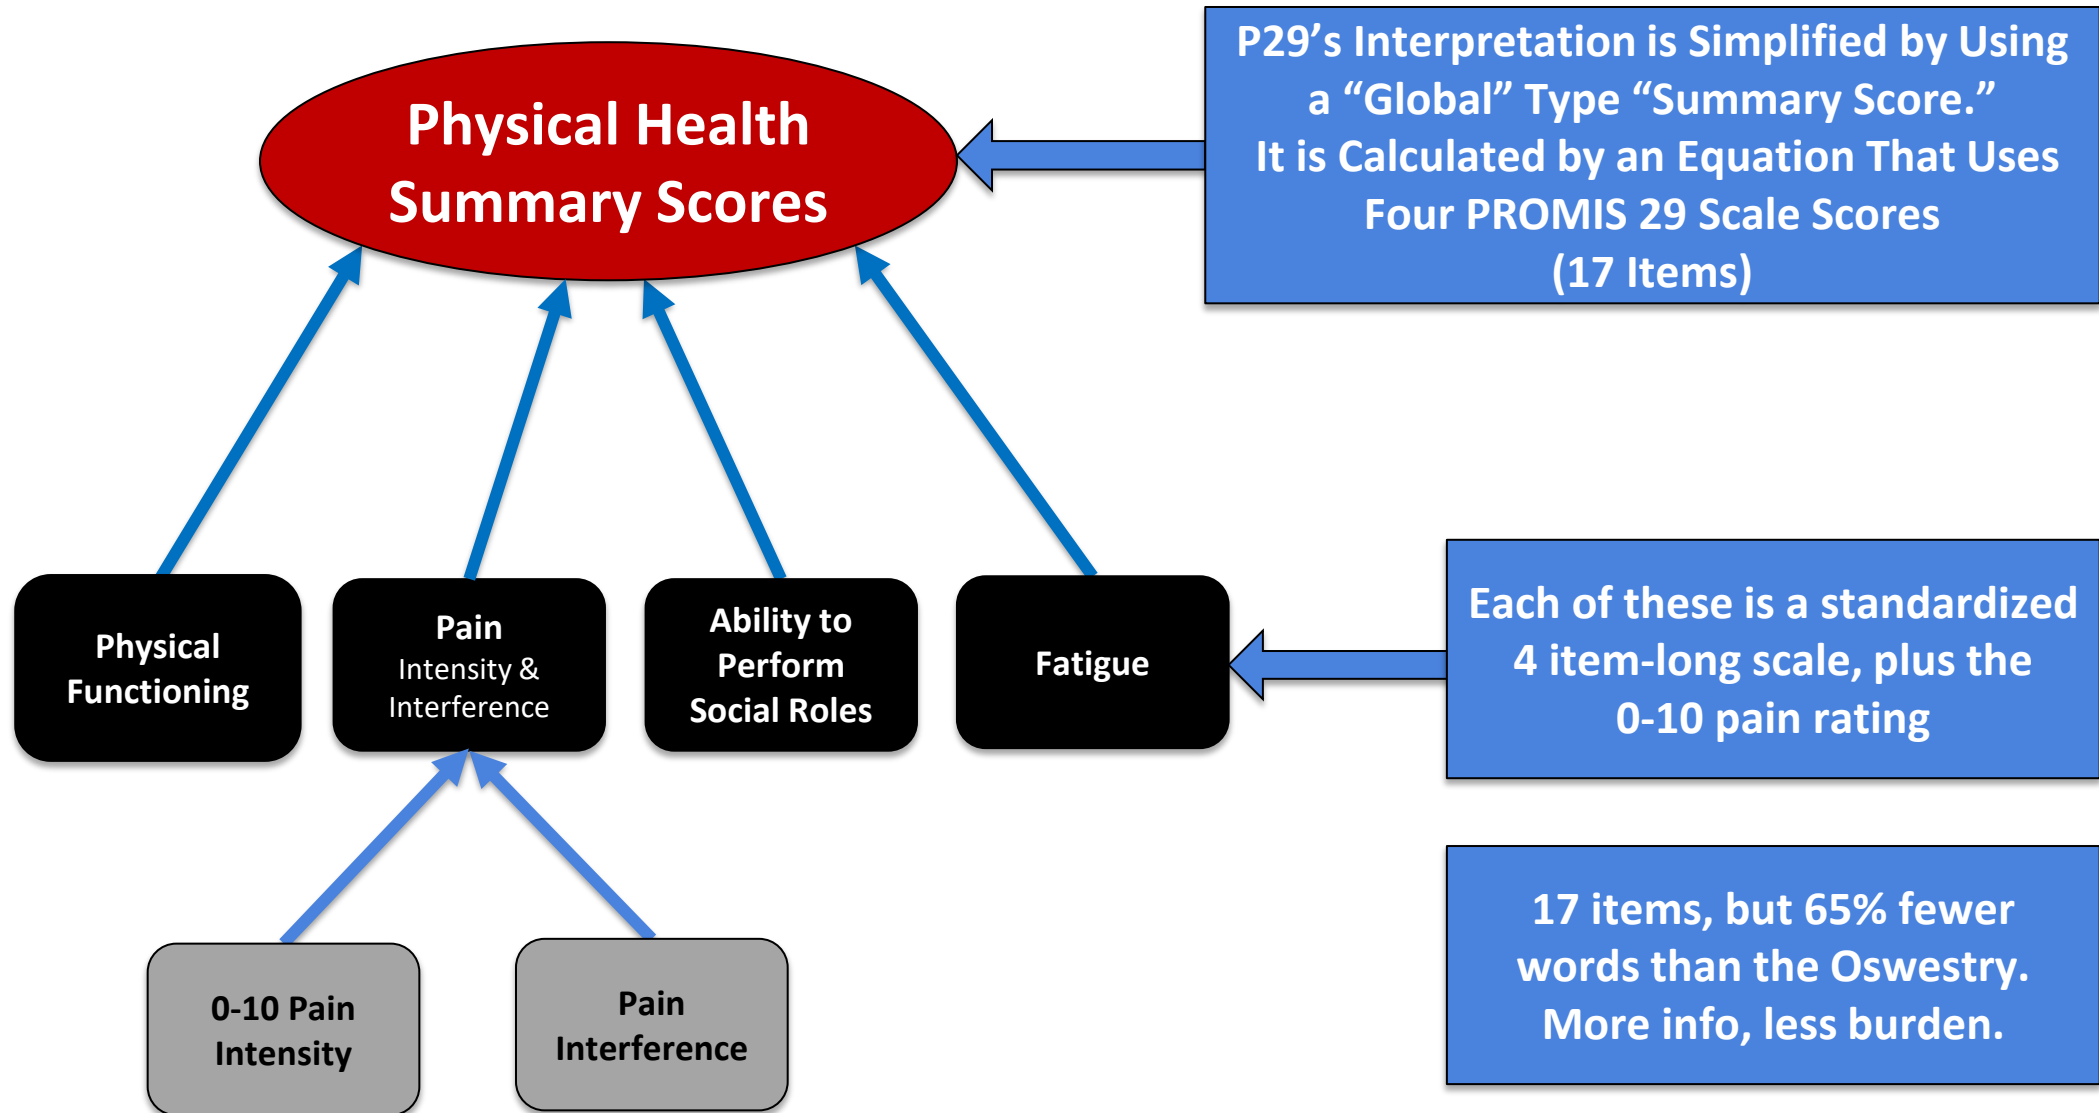 Physical Health
Summary Scores
P29’s Interpretation is Simplified by Using
a “Global” Type “Summary Score.”
It is Calculated by an Equation That Uses
Four PROMIS 29 Scale Scores
(17 Items)
Physical
Functioning
Pain
Intensity &
Interference
Ability to
Perform
Social Roles
Fatigue
Each of these is a standardized
4 item-long scale, plus the
0-10 pain rating
0-10 Pain
Intensity
Pain
Interference
17 items, but 65% fewer
words than the Oswestry.
More info, less burden.